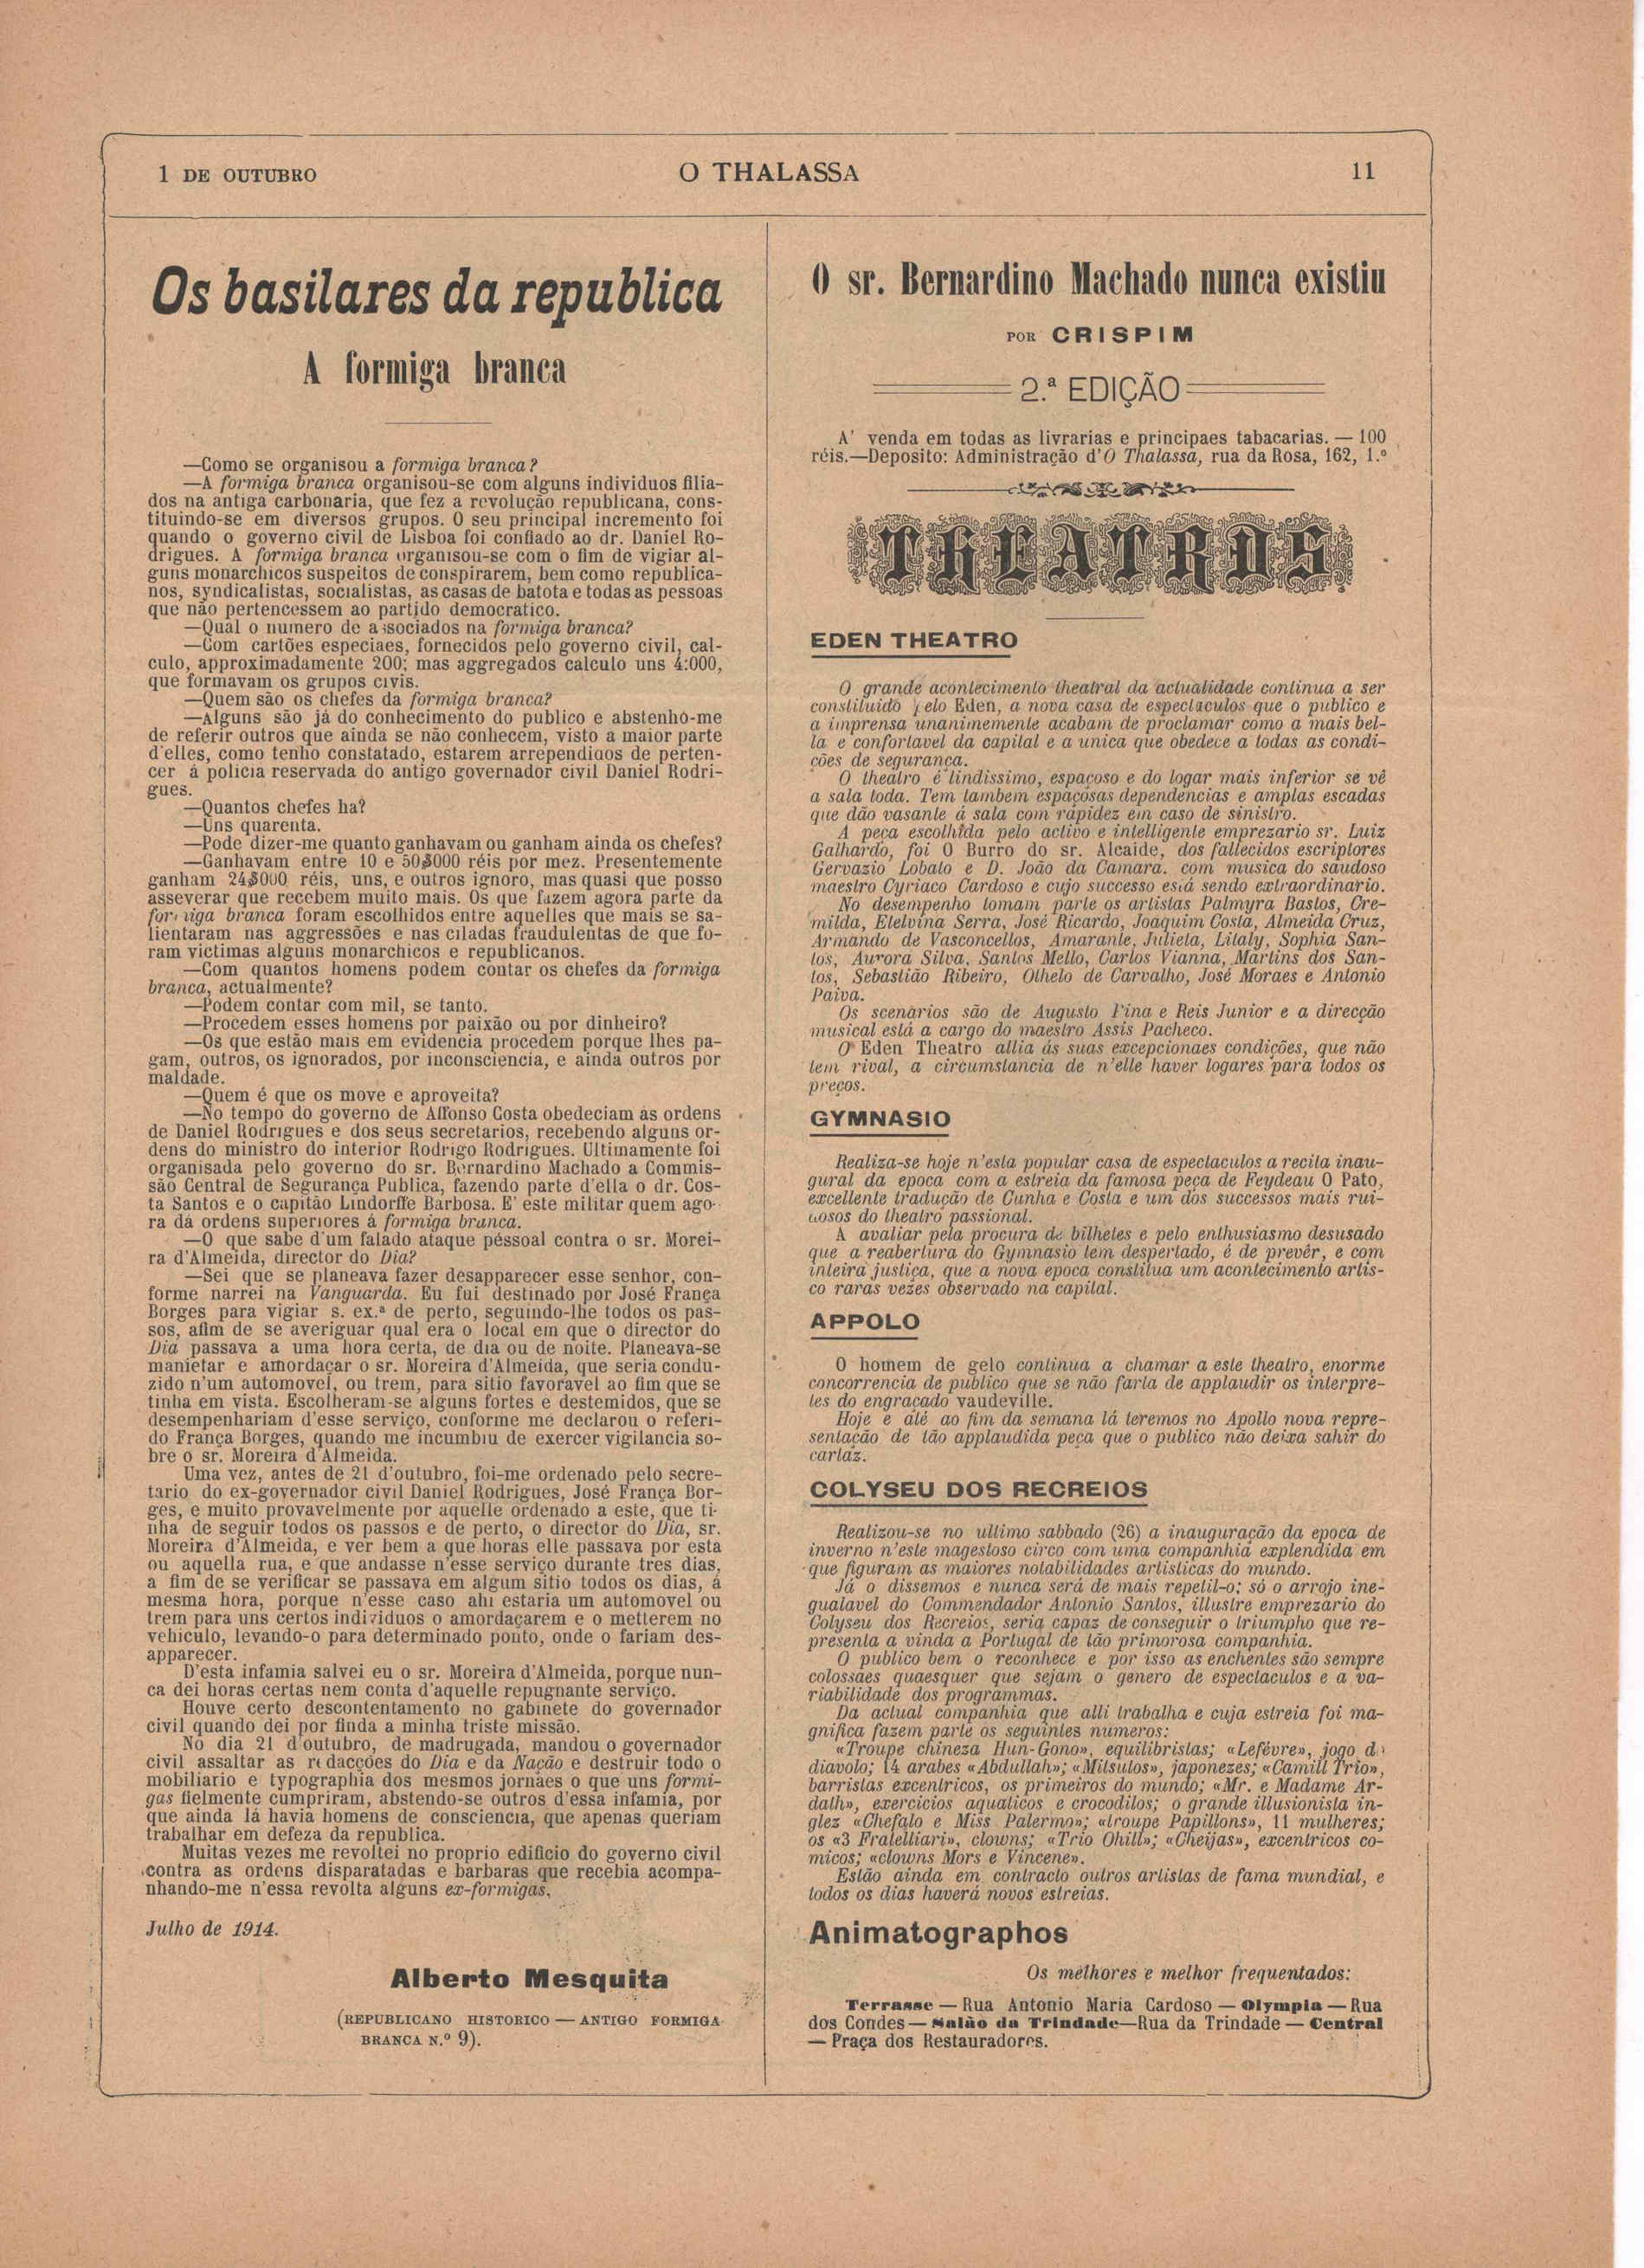 1 DE OUTUBRO
O THALASSA
11
Os basilares da republica
A formiga branca
—Como se organisou a formiga branca?
—A formiga branca organisou-se com alguns individuos filia-
dos na antiga carbonaria, que fez a revolução republicana, cons-
tituindo-se em diversos grupos. O seu principal incremento foi
quando o governo civil de Lisboa foi confiado ao dr. Daniel Ro-
drigues. A formiga branca organisou-se com o fim de vigiar al-
guns monarchicos suspeitos de conspirarem, bem como republica-
nos, syndicalistas, socialistas, as casas de batota e todas as pessoas
que não pertencessem ao partido democratico.
—Qual o numero de associados na formiga branca?
—Com cartões especiaes, fornecidos pelo governo civil, cal-
culo, approximadamente 200; mas aggregados calculo uns 4:000,
que formavam os grupos civis.
—Quem são os chefes da formiga branca?
—Alguns são já do conhecimento do publico e abstenho-me
de referir outros que ainda se não conhecem, visto a maior parte
d'elles, como tenho constatado, estarem arrependidos de perten-
cer á policia reservada do antigo governador civil Daniel Rodri-
gues.
—Quantos chefes ha?
—Uns quarenta.
—Pode dizer-me quanto ganhavam ou ganham ainda os chefes?
—Ganhavam entre 10 e 50$000 réis por mez. Presentemente
ganham 24$000 réis, uns, e outros ignoro, mas quasi que posso
asseverar que recebem muito mais. Os que fazem agora parte da
formiga branca foram escolhidos entre aquelles que mais se sa-
lientaram nas aggressões e nas ciladas fraudulentas de que fo-
ram victimas alguns monarchicos e republicanos.
—Com quantos homens podem contar os chefes da formiga
branca, actualmente?
—Podem contar com mil, se tanto.
—Procedem esses homens por paixão ou por dinheiro?
—Os que estão mais em evidencia procedem porque lhes pa-
gam, outros, os ignorados, por inconsciencia, e ainda outros por
maldade.
—Quem é que os move e aproveita?
—No tempo do governo de Affonso Costa obedeciam ás ordens
de Daniel Rodrigues e dos seus secretarios, recebendo alguns or-
dens do ministro do interior Rodrigo Rodrigues. Ultimamente foi
organisada pelo governo do sr. Bernardino Machado a Commis-
são Central de Segurança Publica, fazendo parte d'ella o dr. Cos-
ta Santos e o capitão Lindorffe Barbosa. E' este militar quem ago-
ra dá ordens superiores á formiga branca.
—O que sabe d'um falado ataque péssoal contra o sr. Morei-
ra d'Almeida, director do Dia?
—Sei que se planeava fazer desapparecer esse senhor, con-
forme narrei na Vanguarda. Eu fui destinado por José França
Borges para vigiar s. ex.ª de perto, seguindo-lhe todos os pas-
sos, afim de se averiguar qual era o local em que o director do
Dia passava a uma hora certa, de dia ou de noite. Planeava-se
manietar e amordaçar o sr. Moreira d'Almeida, que seria condu-
zido n'um automovel, ou trem, para sitio favoravel ao fim que se
tinha em vista. Escolheram-se alguns fortes e destemidos, que se
desempenhariam d'esse serviço, conforme me declarou o referi-
do França Borges, quando me incumbiu de exercer vigilancia so-
bre o sr. Moreira d'Almeida.
Uma vez, antes de 21 d'outubro, foi-me ordenado pelo secre-
tario do ex-governador civil Daniel Rodrigues, José França Bor-
ges, e muito provavelmente por aquelle ordenado a este, que ti-
nha de seguir todos os passos e de perto, o director do Dia, sr.
Moreira d'Almeida, e ver bem a que horas elle passava por esta
ou aquella rua, e que andasse n'esse serviço durante tres dias,
a fim de se verificar se passava em algum sitio todos os dias, á
mesma hora, porque n'esse caso ahi estaria um automovel ou
trem para uns certos individuos o amordaçarem e o metterem no
vehiculo, levando-o para determinado ponto, onde o fariam des-
apparecer.
D'esta infamia salvei eu o sr. Moreira d'Almeida, porque nun-
ca dei horas certas nem conta d'aquelle repugnante serviço.
Houve certo descontentamento no gabinete do governador
civil quando dei por finda a minha triste missão.
No dia 21 d'outubro, de madrugada, mandou o governador
civil assaltar as redacções do Dia e da Nação e destruir todo o
mobiliario e typographia dos mesmos jornaes o que uns formi-
gas fielmente cumpriram, abstendo-se outros d'essa infamia, por
que ainda lá havia homens de consciencia, que apenas queriam
trabalhar em defeza da republica.
Muitas vezes me revoltei no proprio edificio do governo civil
contra as ordens disparatadas e barbaras que recebia acompa-
nhando-me n'essa revolta alguns ex-formigas.
Julho de 1914.
Alberto Mesquita
(REPUBLICANO HISTORICO — ANTIGO FORMIGA
BRANCA N.º 9).
O sr. Bernardino Machado nunca existiu
POR CRISPIM
2.ª EDIÇÃO
A' venda em todas as livrarias e principaes tabacarias. — 100
réis.—Deposito: Administração d'O Thalassa, rua da Rosa, 162, 1.º
THEATROS
EDEN THEATRO
O grande acontecimento theatral da actualidade continua a ser
constituido pelo Eden, a nova casa de espectaculos que o publico e
a imprensa unanimemente acabam de proclamar como a mais bel-
la e confortavel da capital e a unica que obedece a todas as condi-
ções de segurança.
O theatro é lindissimo, espaçoso e do logar mais inferior se vê
a sala toda. Tem tambem espaçosas dependencias e amplas escadas
que dão vasante á sala com rapidez em caso de sinistro.
A peça escolhida pelo activo e intelligente emprezario sr. Luiz
Galhardo, foi O Burro do sr. Alcaide, dos fallecidos escriptores
Gervazio Lobato e D. João da Camara. com musica do saudoso
maestro Cyriaco Cardoso e cujo successo está sendo extraordinario.
No desempenho tomam parte os artistas Palmyra Bastos, Cre-
milda, Etelvina Serra, José Ricardo, Joaquim Costa, Almeida Cruz,
Armando de Vasconcellos, Amarante, Julieta, Litaly, Sophia San-
tos, Aurora Silva, Santos Mello, Carlos Vianna, Martins dos San-
tos, Sebastião Ribeiro, Othelo de Carvalho, José Moraes e Antonio
Paiva.
Os scenarios são de Augusto Pina e Reis Junior e a direcção
musical está a cargo do maestro Assis Pacheco.
O Eden Theatro allia ás suas excepcionaes condições, que não
tem rival, a circumstancia de n'elle haver logares para todos os
preços.
GYMNASIO
Realiza-se hoje n'esta popular casa de espectaculos a recita inau-
gural da epoca com a estreia da famosa peça de Feydeau O Pato,
excellente tradução de Cunha e Costa e um dos successos mais rui-
dosos do theatro passional.
A avaliar pela procura de bilhetes e pelo enthusiasmo desusado
que a reabertura do Gymnasio tem despertado, é de prevêr, e com
inteira justiça, que a nova epoca constitua um acontecimento artis-
co raras vezes observado na capital.
APPOLO
O homem de gelo continua a chamar a este theatro, enorme
concorrencia de publico que se não farta de applaudir os interpre-
tes do engraçado vaudeville.
Hoje e até ao fim da semana lá teremos no Apollo nova repre-
sentação de tão applaudida peça que o publico não deixa sahir do
cartaz.
COLYSEU DOS RECREIOS
Realizou-se no ultimo sabbado (26) a inauguração da epoca de
inverno n'este magestoso circo com uma companhia explendida em
que figuram as maiores notabilidades artisticas do mundo.
Já o dissemos e nunca será de mais repetil-o: só o arrojo ine-
gualavel do Commendador Antonio Santos, illustre emprezario do
Colyseu dos Recreios, seria capaz de conseguir o triumpho que re-
presenta a vinda a Portugal de tão primorosa companhia.
O publico bem o reconhece e por isso as enchentes são sempre
colossaes quaesquer que sejam o genero de espectaculos e a va-
riabilidade dos programmas.
Da actual companhia que alli trabalha e cuja estreia foi ma-
gnifica fazem parte os seguintes numeros:
«Troupe chineza Hun-Gono», equilibristas; «Lefévre», jogo do
diavolo; 14 arabes «Abdullah»; «Mitsutos», japonezes; «Camill Trio»,
barristas excentricos, os primeiros do mundo; «Mr. e Madame Ar-
dath», exercicios aquaticos e crocodilos; o grande illusionista in-
glez «Chefalo e Miss Palermo»; «troupe Papillons», 11 mulheres;
os «3 Fratelliari», clowns; «Trio Ohill»; «Cheijas», excentricos co-
micos; «clowns Mors e Vincene».
Estão ainda em contracto outros artistas de fama mundial, e
todos os dias haverá novos estreias.
Animatographos
Os melhores e melhor frequentados:
Terrasse — Rua Antonio Maria Cardoso — Olympia — Rua
dos Condes — Salão da Trindade—Rua da Trindade — Central
— Praça dos Restauradores.